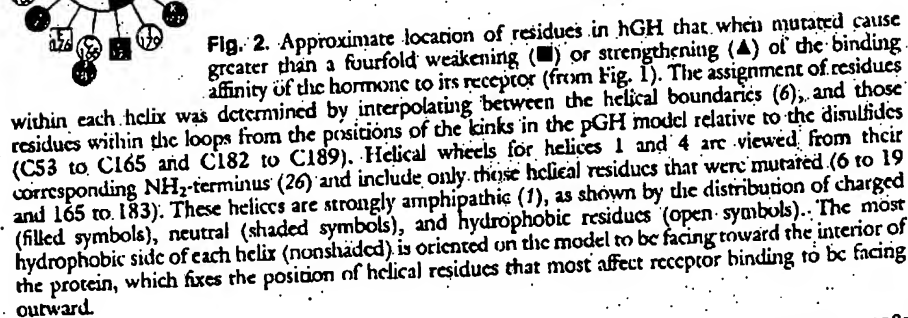 176
179
Fig. 2. Approximate location of residues in hGH that when mutated cause
greater than a fourfold weakening (■) or strengthening (▲) of the binding
affinity of the hormone to its receptor (from Fig. 1). The assignment of residues
within each helix was determined by interpolating between the helical boundaries (6), and those
residues within the loops from the positions of the kinks in the pGH model relative to the disulfides
(C53 to C165 and C182 to C189). Helical wheels for helices 1 and 4 are viewed from their
corresponding NH₂-terminus (26) and include only those helical residues that were mutated (6 to 19
and 165 to 183). These helices are strongly amphipathic (1), as shown by the distribution of charged
(filled symbols), neutral (shaded symbols), and hydrophobic residues (open symbols). The most
hydrophobic side of each helix (nonshaded) is oriented on the model to be facing toward the interior of
the protein, which fixes the position of helical residues that most affect receptor binding to be facing
outward.